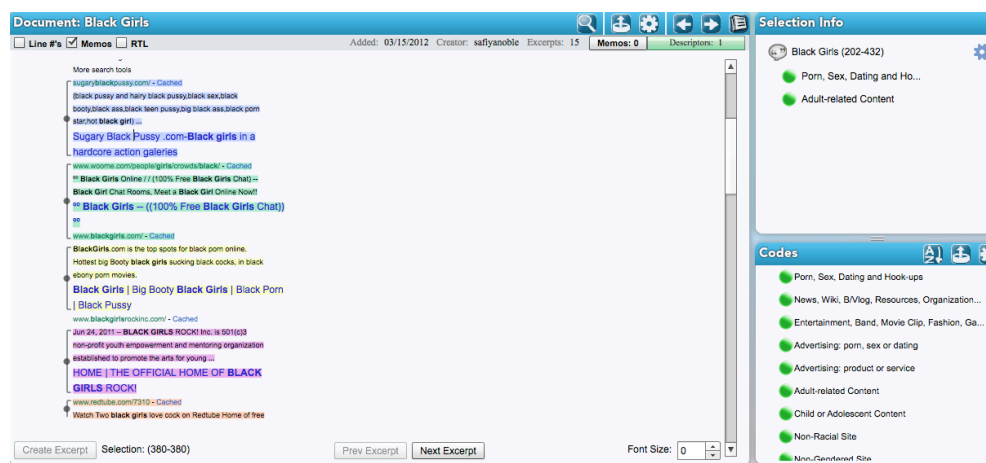 Document: Black Girls
Line #'s Memos RTL
Added: 03/15/2012 Creator: safiyanoble Excerpts: 15 Memos: 0 Descriptors: 1
More search tools
sugaryblackpussy.com/ - Cached
(black pussy and hairy black pussy,black sex,black
booty,black ass,black teen pussy,big black ass,black porn
star,hot black girl) ...
Sugary Black Pussy .com-Black girls in a
hardcore action galeries
www.woome.com/people/girls/crowds/black/ - Cached
Black Girls Online / / (100% Free Black Girls Chat) --
Black Girl Chat Rooms, Meet a Black Girl Online Now!!
ºº Black Girls -- ((100% Free Black Girls Chat))
ºº
www.blackgirls.com/ - Cached
BlackGirls.com is the top spots for black porn online.
Hottest big Booty black girls sucking black cocks, in black
ebony porn movies.
Black Girls | Big Booty Black Girls | Black Porn
| Black Pussy
www.blackgirlsrockinc.com/ - Cached
Jun 24, 2011 – BLACK GIRLS ROCK! Inc. is 501(c)3
non-profit youth empowerment and mentoring organization
established to promote the arts for young ...
HOME | THE OFFICIAL HOME OF BLACK
GIRLS ROCK!
www.redtube.com/7310 - Cached
Watch Two black girls love cock on Redtube Home of free
Create Excerpt Selection: (380-380) Prev Excerpt Next Excerpt Font Size: 0
Selection Info
Black Girls (202-432)
Porn, Sex, Dating and Ho...
Adult-related Content
Codes
Porn, Sex, Dating and Hook-ups
News, Wiki, B/Vlog, Resources, Organization...
Entertainment, Band, Movie Clip, Fashion, Ga...
Advertising: porn, sex or dating
Advertising: product or service
Adult-related Content
Child or Adolescent Content
Non-Racial Site
Non-Gendered Site